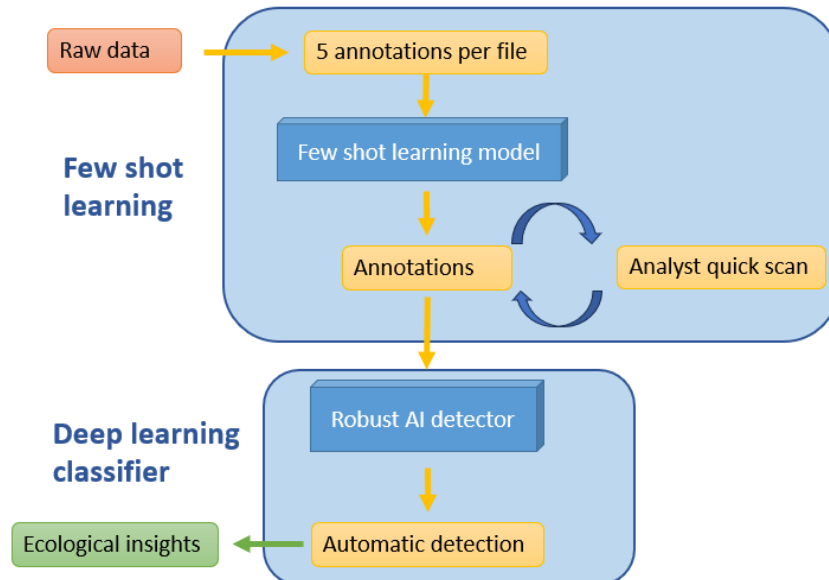 Raw data
5 annotations per file
Few shot learning model
Few shot
learning
Annotations
Analyst quick scan
Robust AI detector
Deep learning
classifier
Ecological insights
Automatic detection